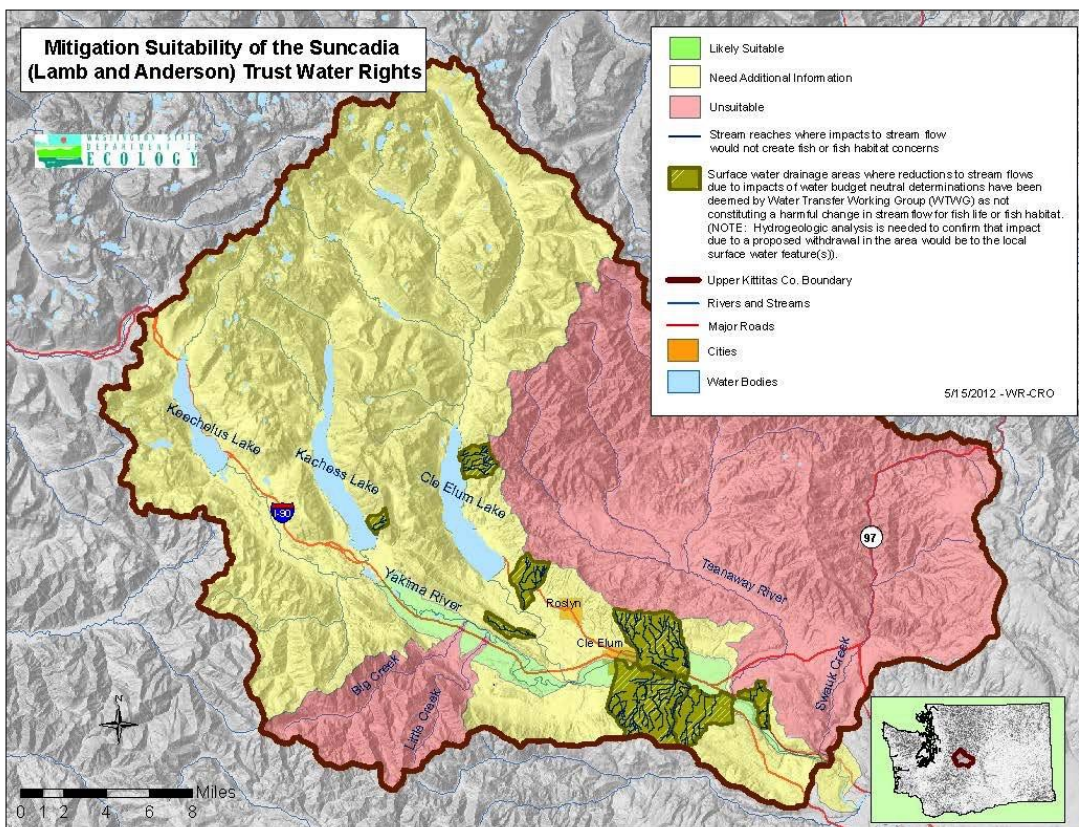 Mitigation Suitability of the Suncadia
(Lamb and Anderson) Trust Water Rights
WASHINGTON STATE
DEPARTMENT OF
ECOLOGY
Likely Suitable
Need Additional Information
Unsuitable
Stream reaches where impacts to stream flow
would not create fish or fish habitat concerns
Surface water drainage areas where reductions to stream flows
due to impacts of water budget neutral determinations have been
deemed by Water Transfer Working Group (WTWG) as not
constituting a harmful change in stream flow for fish life or fish habitat.
(NOTE: Hydrogeologic analysis is needed to confirm that impact
due to a proposed withdrawal in the area would be to the local
surface water feature(s)).
Upper Kittitas Co. Boundary
Rivers and Streams
Major Roads
Cities
Water Bodies
5/15/2012 - WR-CRO
Keechelus Lake
Kachess Lake
Cle Elum Lake
I-90
97
Teanaway River
Yakima River
Roslyn
Cle Elum
Big Creek
Little Creek
Swauk Creek
N
Miles
0 1 2 4 6 8